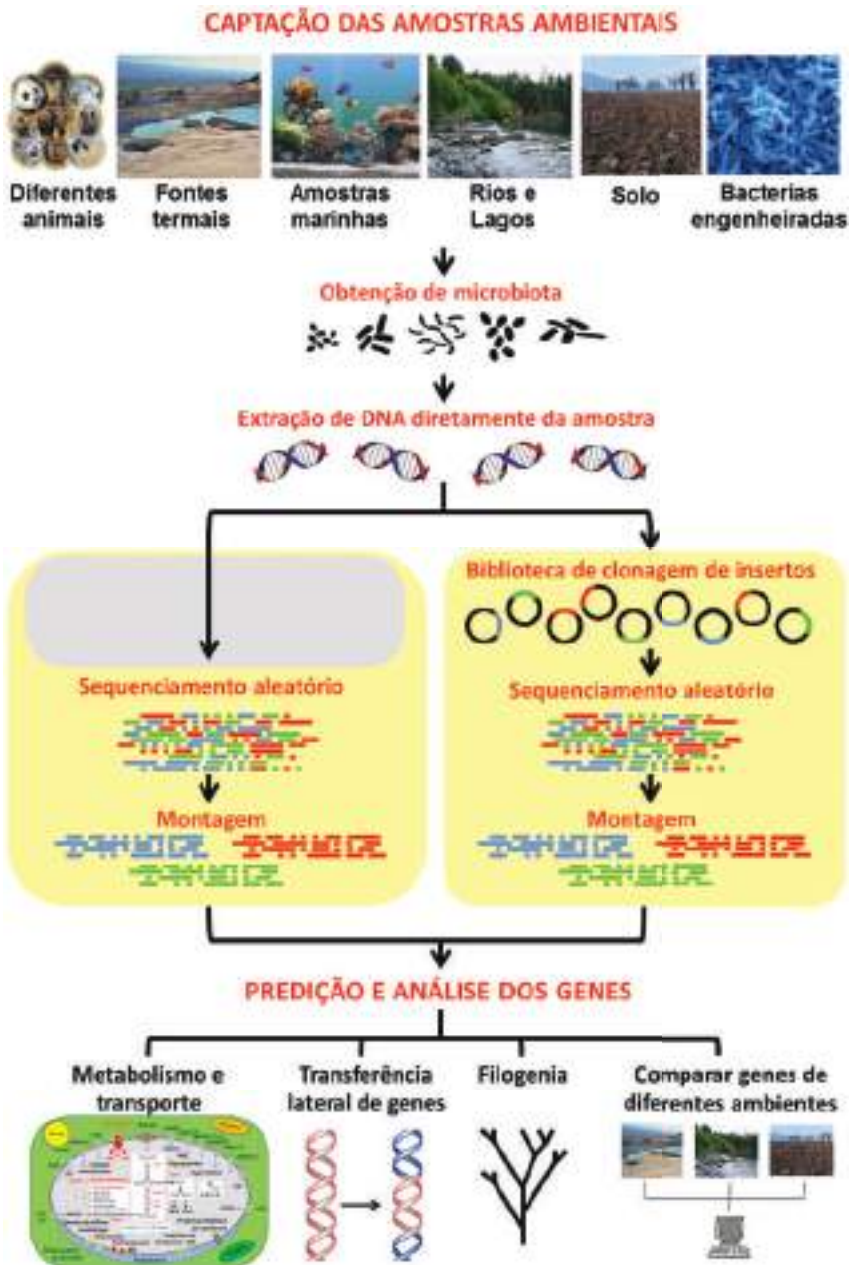 CAPTAÇÃO DAS AMOSTRAS AMBIENTAIS
Diferentes animais
Fontes termais
Amostras marinhas
Rios e Lagos
Solo
Bacterias engenheiradas
Obtenção de microbiota
Extração de DNA diretamente da amostra
Biblioteca de clonagem de insertos
Sequenciamento aleatório
Sequenciamento aleatório
Montagem
Montagem
PREDIÇÃO E ANÁLISE DOS GENES
Metabolismo e transporte
Transferência lateral de genes
Filogenia
Comparar genes de diferentes ambientes